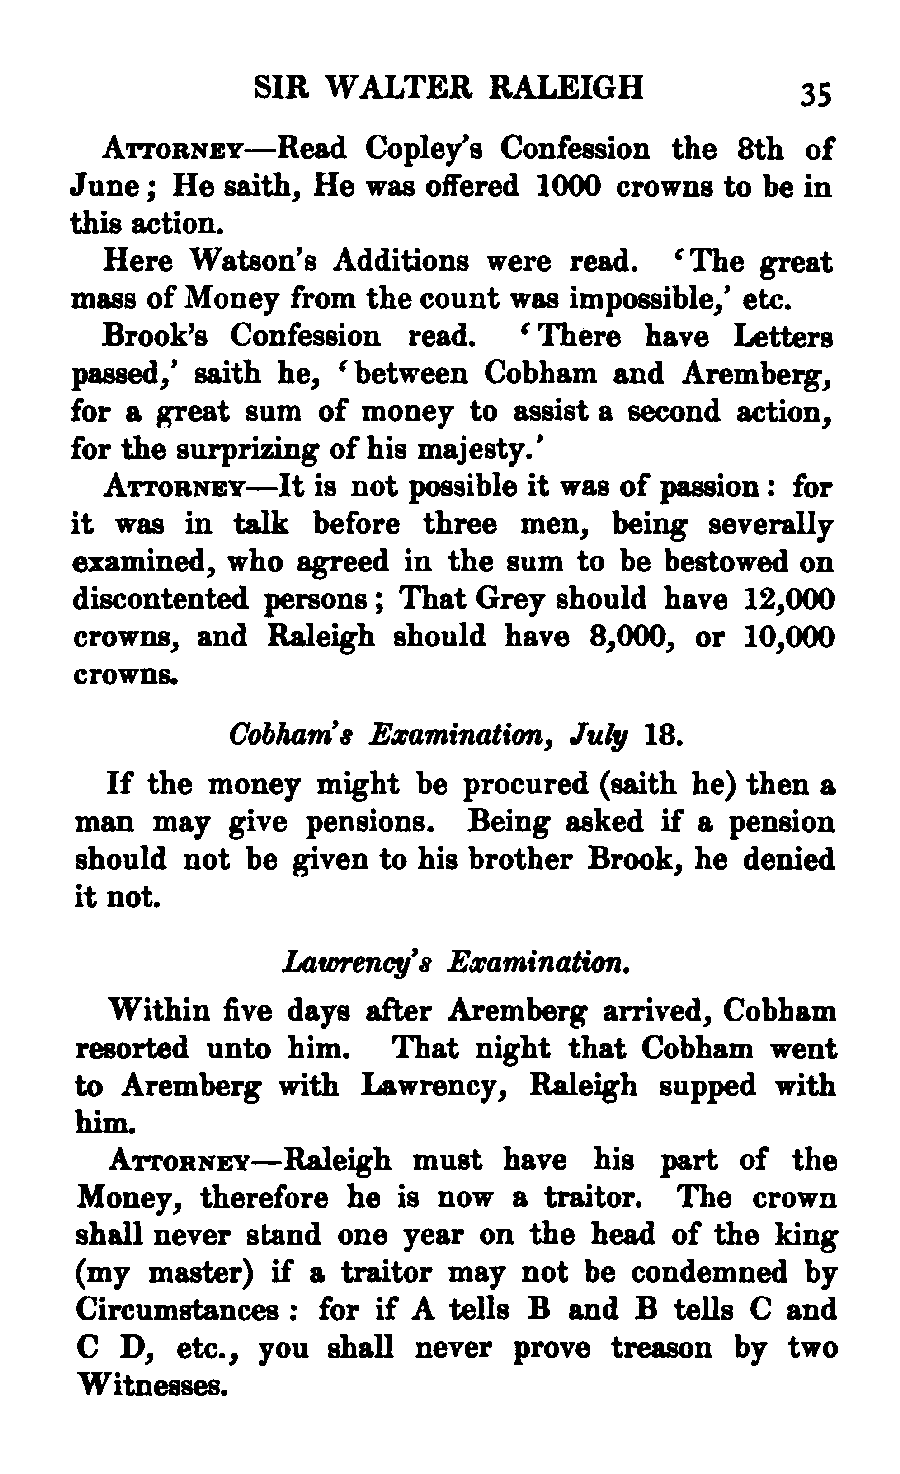 SIR WALTER RALEIGH 35
ATTORNEY—Read Copley's Confession the 8th of
June; He saith, He was offered 1000 crowns to be in
this action.
Here Watson's Additions were read. 'The great
mass of Money from the count was impossible,' etc.
Brook's Confession read. 'There have Letters
passed,' saith he, 'between Cobham and Aremberg,
for a great sum of money to assist a second action,
for the surprizing of his majesty.'
ATTORNEY—It is not possible it was of passion: for
it was in talk before three men, being severally
examined, who agreed in the sum to be bestowed on
discontented persons; That Grey should have 12,000
crowns, and Raleigh should have 8,000, or 10,000
crowns.
Cobham's Examination, July 18.
If the money might be procured (saith he) then a
man may give pensions. Being asked if a pension
should not be given to his brother Brook, he denied
it not.
Lawrency's Examination.
Within five days after Aremberg arrived, Cobham
resorted unto him. That night that Cobham went
to Aremberg with Lawrency, Raleigh supped with
him.
ATTORNEY—Raleigh must have his part of the
Money, therefore he is now a traitor. The crown
shall never stand one year on the head of the king
(my master) if a traitor may not be condemned by
Circumstances: for if A tells B and B tells C and
C D, etc., you shall never prove treason by two
Witnesses.